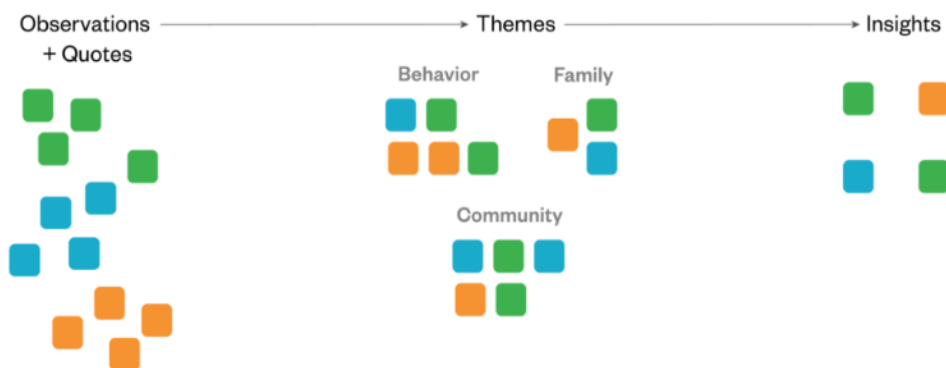 Observations
+ Quotes
Themes
Insights
Behavior
Family
Community